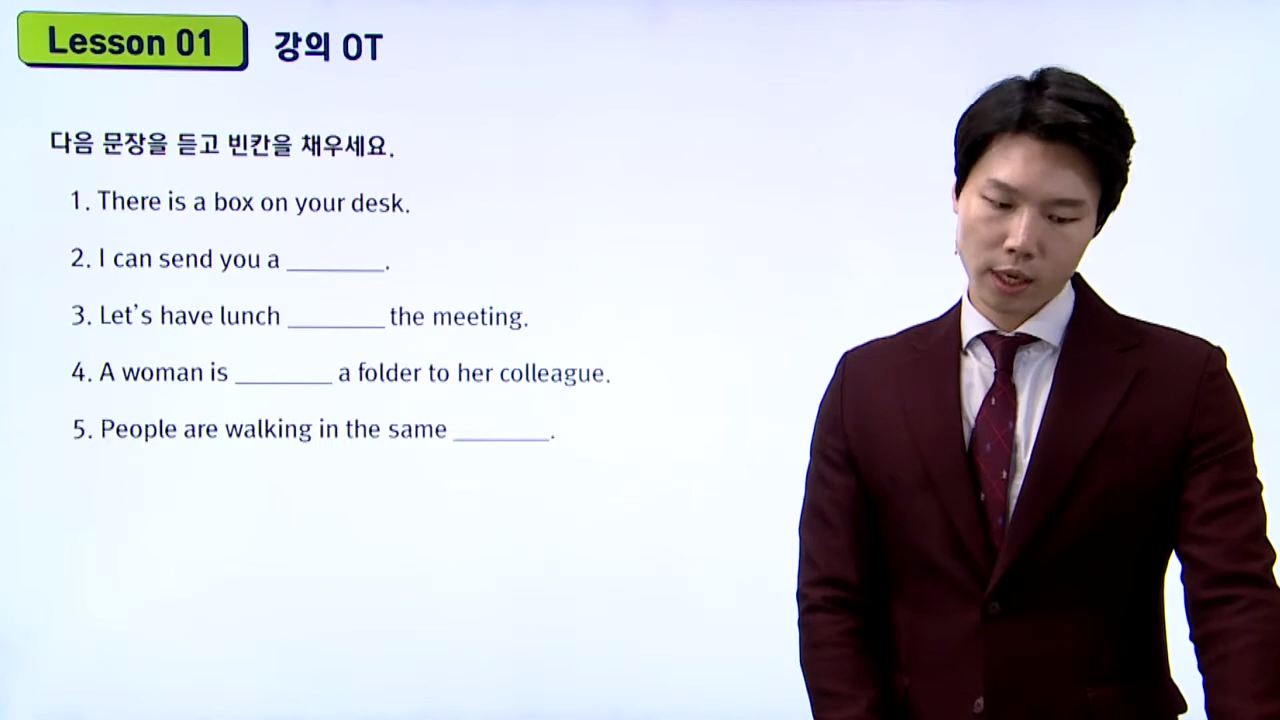 Lesson 01 강의 OT
다음 문장을 듣고 빈칸을 채우세요.
1. There is a box on your desk.
2. I can send you a ________.
3. Let's have lunch ________ the meeting.
4. A woman is ________ a folder to her colleague.
5. People are walking in the same ________.